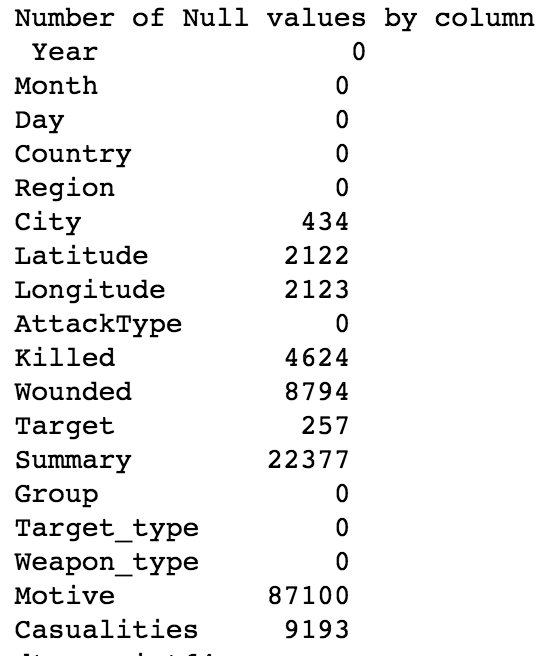 Number of Null values by column
Year 0
Month 0
Day 0
Country 0
Region 0
City 434
Latitude 2122
Longitude 2123
AttackType 0
Killed 4624
Wounded 8794
Target 257
Summary 22377
Group 0
Target_type 0
Weapon_type 0
Motive 87100
Casualities 9193